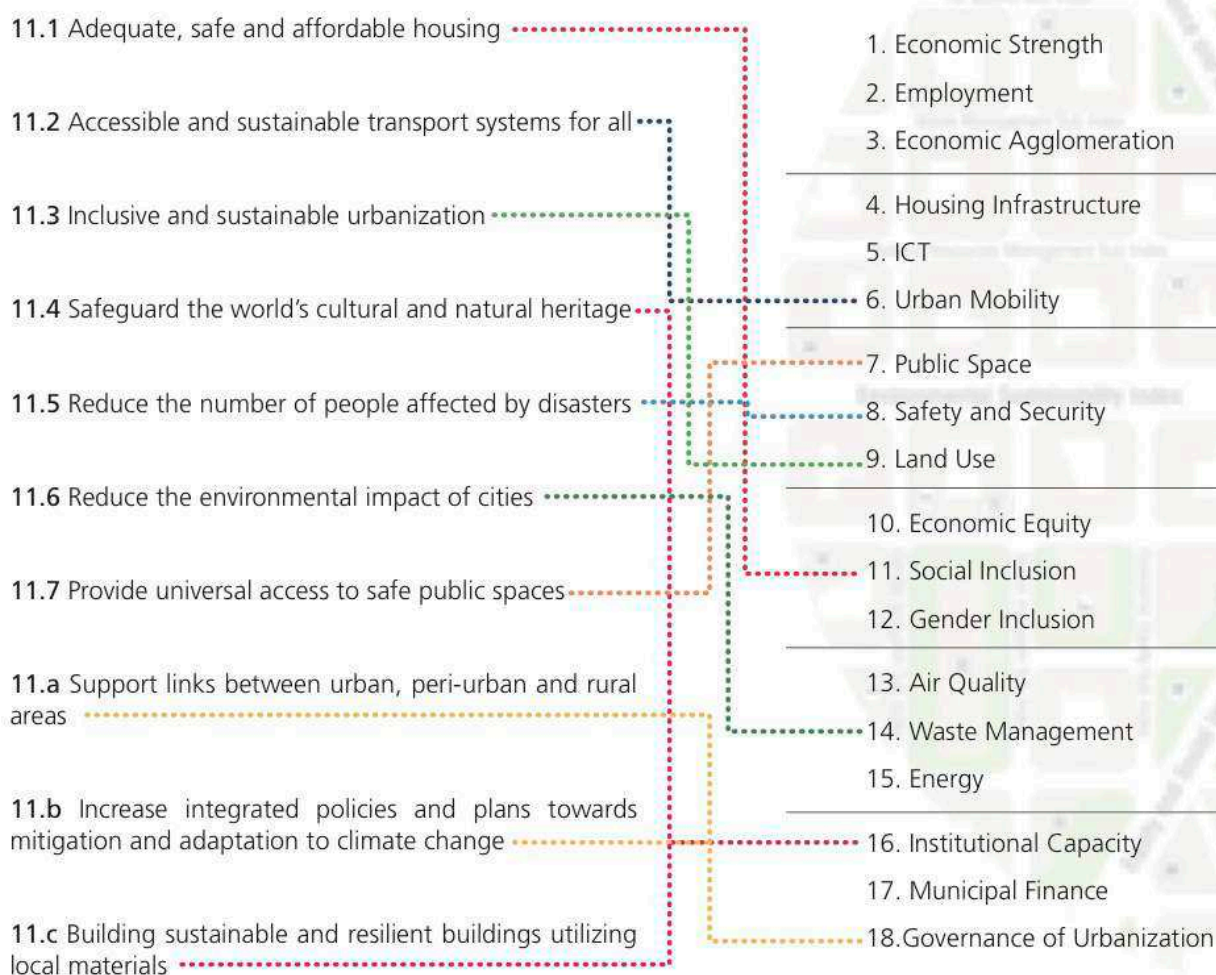 11.1 Adequate, safe and affordable housing
11.2 Accessible and sustainable transport systems for all
11.3 Inclusive and sustainable urbanization
11.4 Safeguard the world's cultural and natural heritage
11.5 Reduce the number of people affected by disasters
11.6 Reduce the environmental impact of cities
11.7 Provide universal access to safe public spaces
11.a Support links between urban, peri-urban and rural
areas
11.b Increase integrated policies and plans towards
mitigation and adaptation to climate change
11.c Building sustainable and resilient buildings utilizing
local materials
1. Economic Strength
2. Employment
3. Economic Agglomeration
4. Housing Infrastructure
5. ICT
6. Urban Mobility
7. Public Space
8. Safety and Security
9. Land Use
10. Economic Equity
11. Social Inclusion
12. Gender Inclusion
13. Air Quality
14. Waste Management
15. Energy
16. Institutional Capacity
17. Municipal Finance
18.Governance of Urbanization
Environmental Sustainability Index